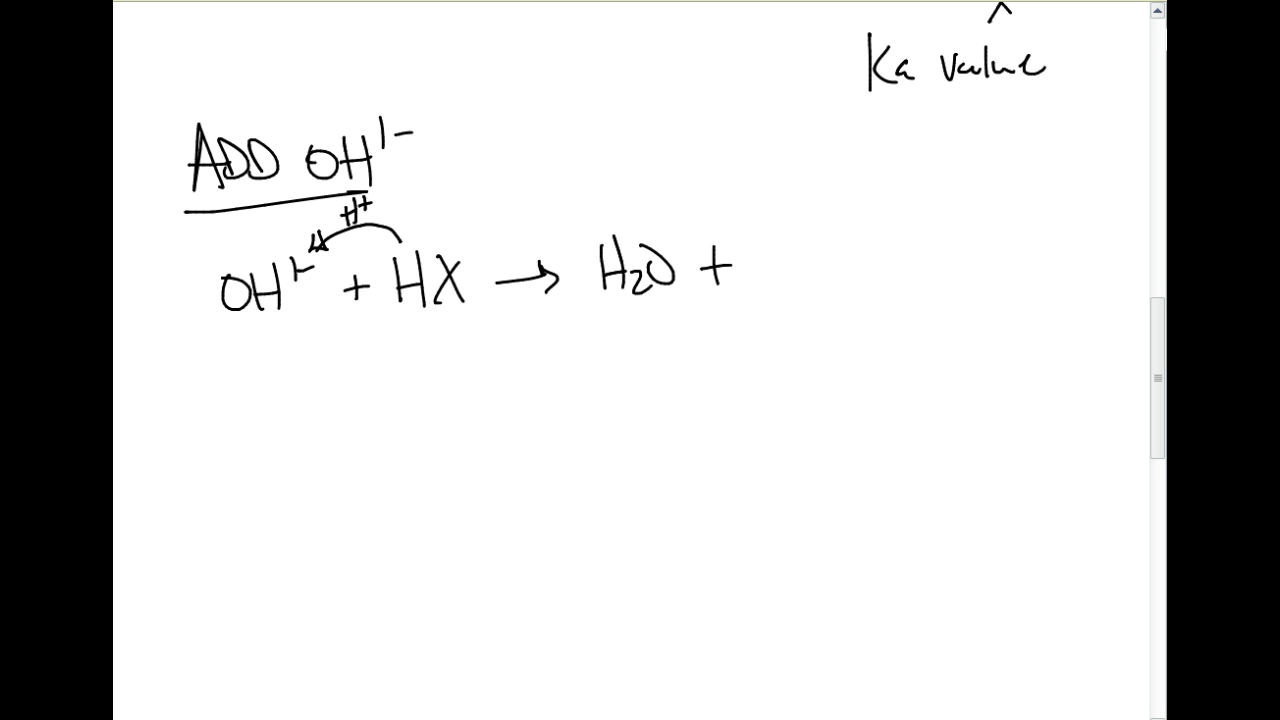 Ka value
ADD OH¹⁻
H⁺
OH¹⁻ + HX → H₂O +